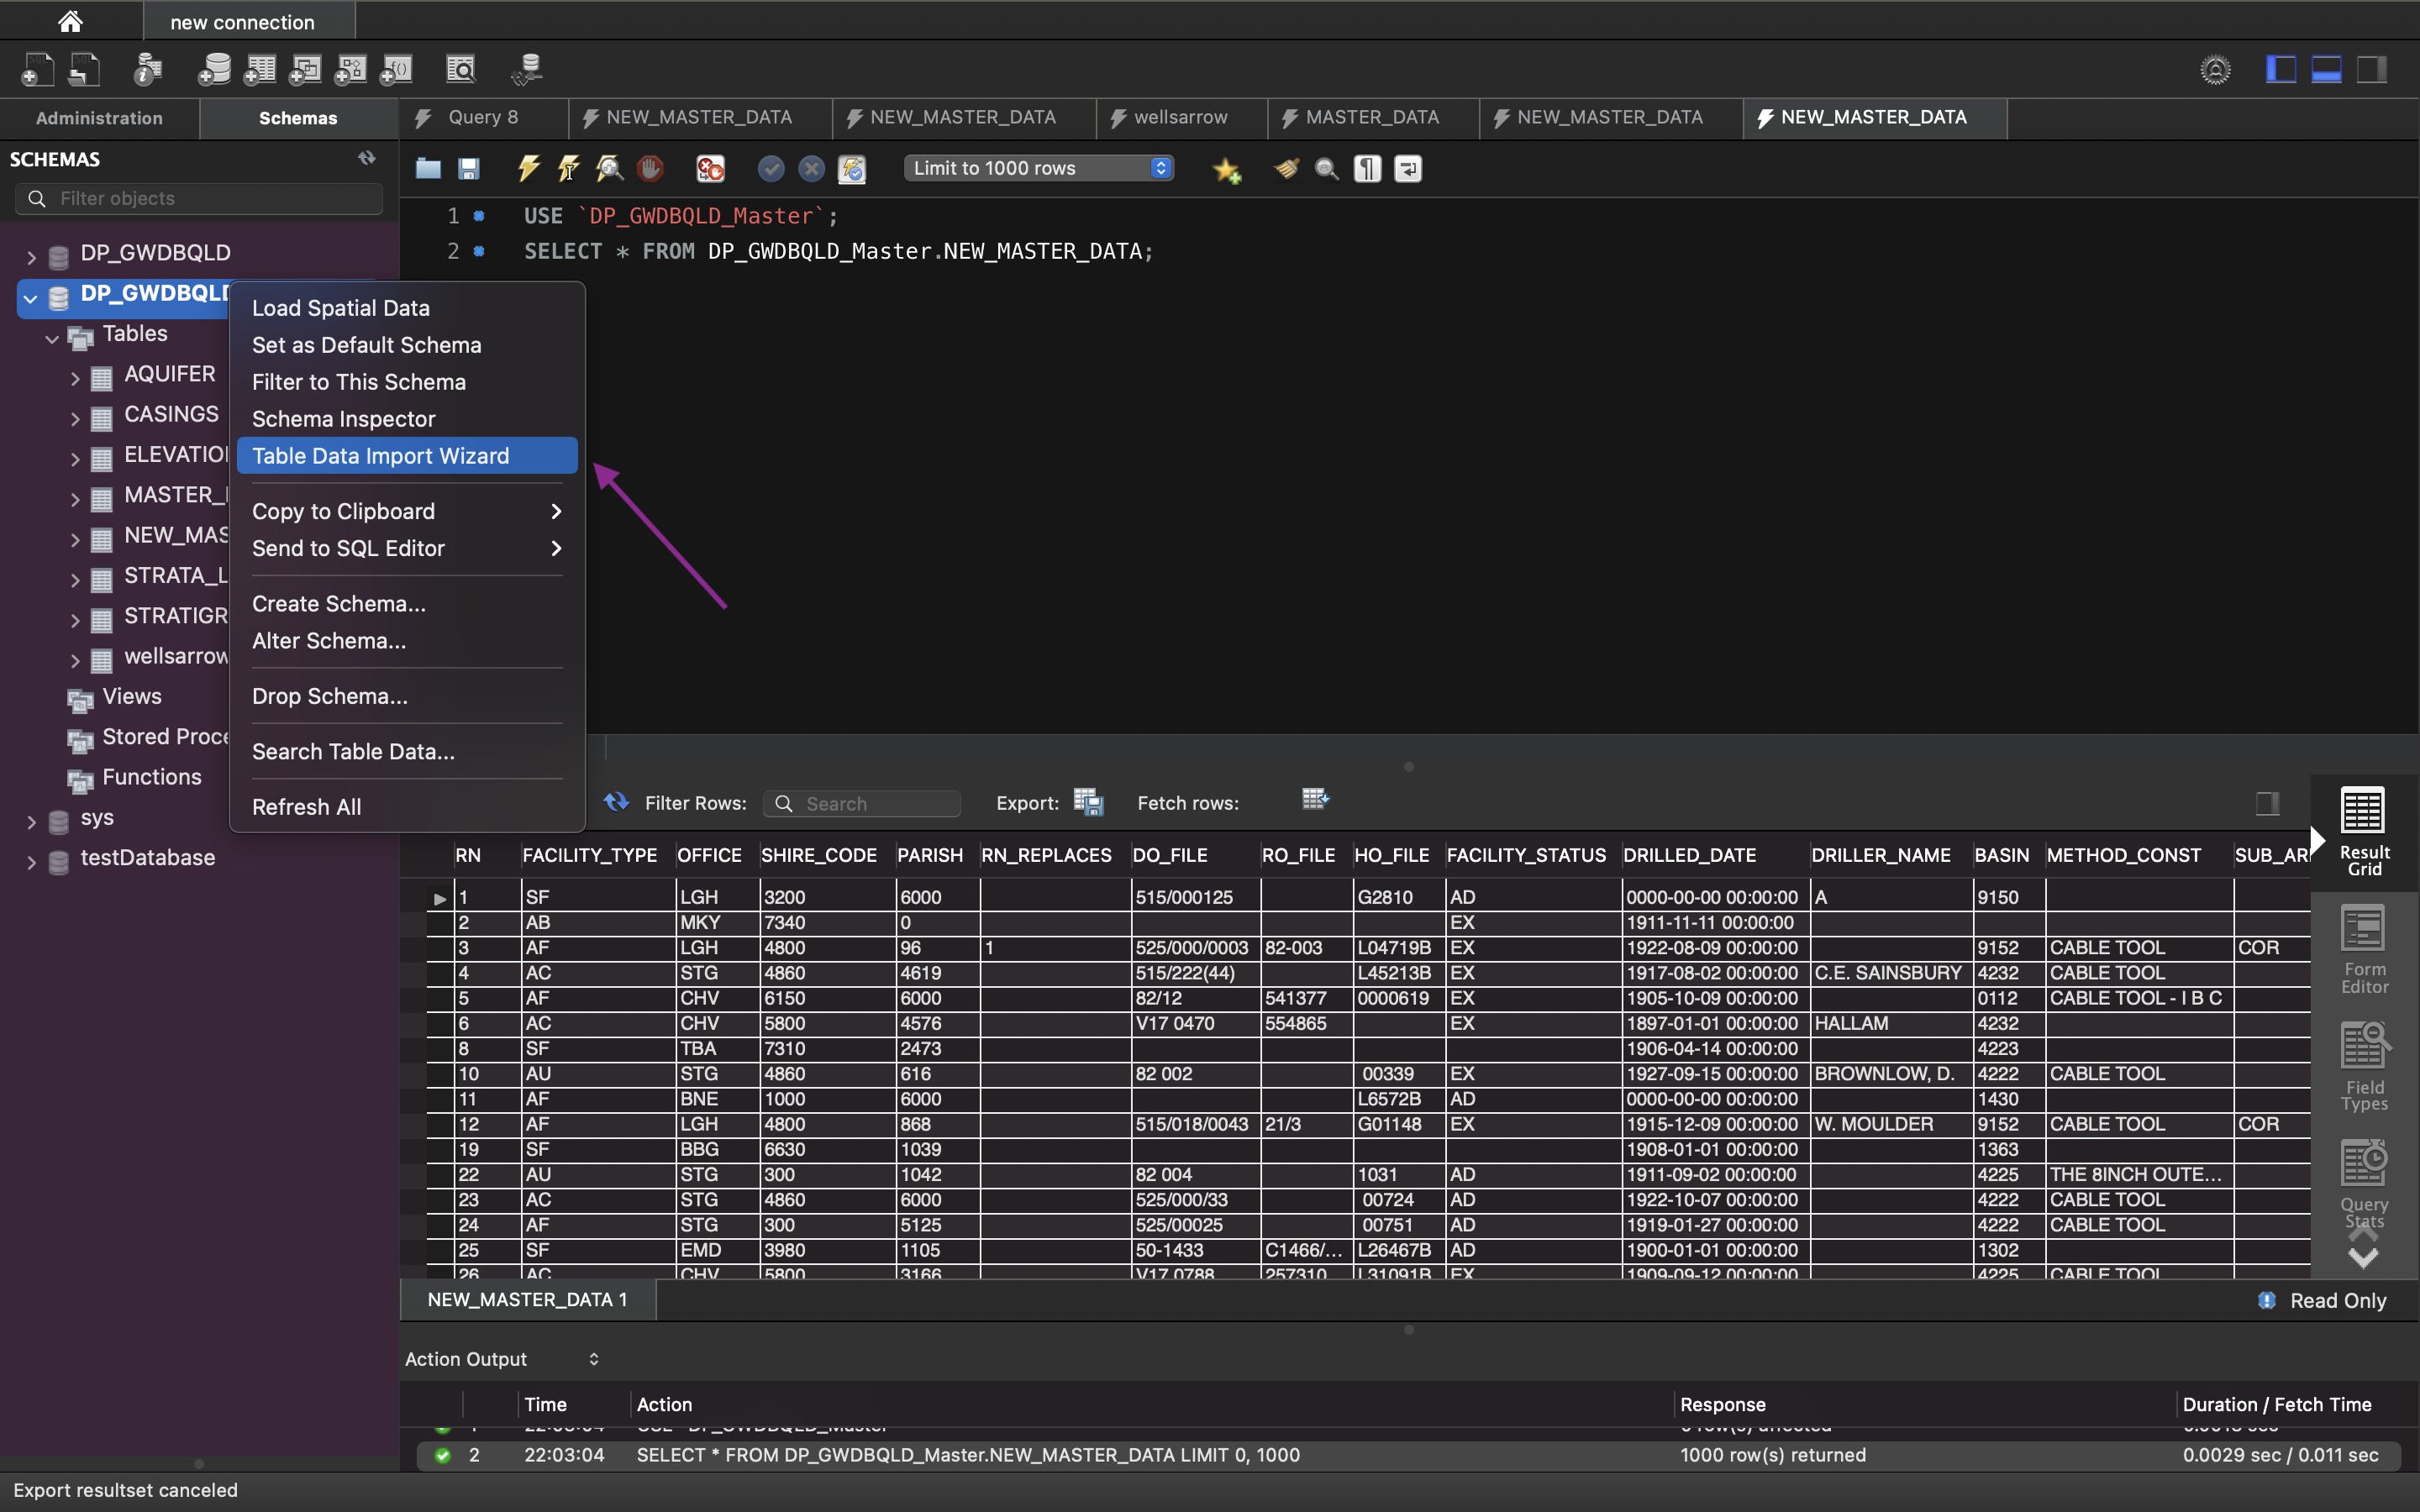 new connection
Administration
Schemas
Query 8
NEW_MASTER_DATA
NEW_MASTER_DATA
wellsarrow
MASTER_DATA
NEW_MASTER_DATA
NEW_MASTER_DATA
SCHEMAS
Filter objects
Limit to 1000 rows
1 USE `DP_GWDBQLD_Master`;
2 SELECT * FROM DP_GWDBQLD_Master.NEW_MASTER_DATA;
DP_GWDBQLD
DP_GWDBQLD
Tables
AQUIFER
CASINGS
ELEVATIO
MASTER_
NEW_MAS
STRATA_L
STRATIGR
wellsarrow
Views
Stored Proce
Functions
sys
testDatabase
Load Spatial Data
Set as Default Schema
Filter to This Schema
Schema Inspector
Table Data Import Wizard
Copy to Clipboard
Send to SQL Editor
Create Schema...
Alter Schema...
Drop Schema...
Search Table Data...
Refresh All
Filter Rows: Search Export: Fetch rows:
RN FACILITY_TYPE OFFICE SHIRE_CODE PARISH RN_REPLACES DO_FILE RO_FILE HO_FILE FACILITY_STATUS DRILLED_DATE DRILLER_NAME BASIN METHOD_CONST SUB_AR
1 SF LGH 3200 6000 515/000125 G2810 AD 0000-00-00 00:00:00 A 9150
2 AB MKY 7340 0 EX 1911-11-11 00:00:00
3 AF LGH 4800 96 1 525/000/0003 82-003 L04719B EX 1922-08-09 00:00:00 9152 CABLE TOOL COR
4 AC STG 4860 4619 515/222(44) L45213B EX 1917-08-02 00:00:00 C.E. SAINSBURY 4232 CABLE TOOL
5 AF CHV 6150 6000 82/12 541377 0000619 EX 1905-10-09 00:00:00 0112 CABLE TOOL - I B C
6 AC CHV 5800 4576 V17 0470 554865 EX 1897-01-01 00:00:00 HALLAM 4232
8 SF TBA 7310 2473 1906-04-14 00:00:00 4223
10 AU STG 4860 616 82 002 00339 EX 1927-09-15 00:00:00 BROWNLOW, D. 4222 CABLE TOOL
11 AF BNE 1000 6000 L6572B AD 0000-00-00 00:00:00 1430
12 AF LGH 4800 868 515/018/0043 21/3 G01148 EX 1915-12-09 00:00:00 W. MOULDER 9152 CABLE TOOL COR
19 SF BBG 6630 1039 1908-01-01 00:00:00 1363
22 AU STG 300 1042 82 004 1031 AD 1911-09-02 00:00:00 4225 THE 8INCH OUTE...
23 AC STG 4860 6000 525/000/33 00724 AD 1922-10-07 00:00:00 4222 CABLE TOOL
24 AF STG 300 5125 525/00025 00751 AD 1919-01-27 00:00:00 4222 CABLE TOOL
25 SF EMD 3980 1105 50-1433 C1466/... L26467B AD 1900-01-01 00:00:00 1302
26 AC CHV 5800 3166 V17 0788 257310 L31091B EX 1909-09-12 00:00:00 4225 CABLE TOOL
Result
Grid
Form
Editor
Field
Types
Query
Stats
NEW_MASTER_DATA 1
Read Only
Action Output
Time Action Response Duration / Fetch Time
2 22:03:04 SELECT * FROM DP_GWDBQLD_Master.NEW_MASTER_DATA LIMIT 0, 1000 1000 row(s) returned 0.0029 sec / 0.011 sec
Export resultset canceled